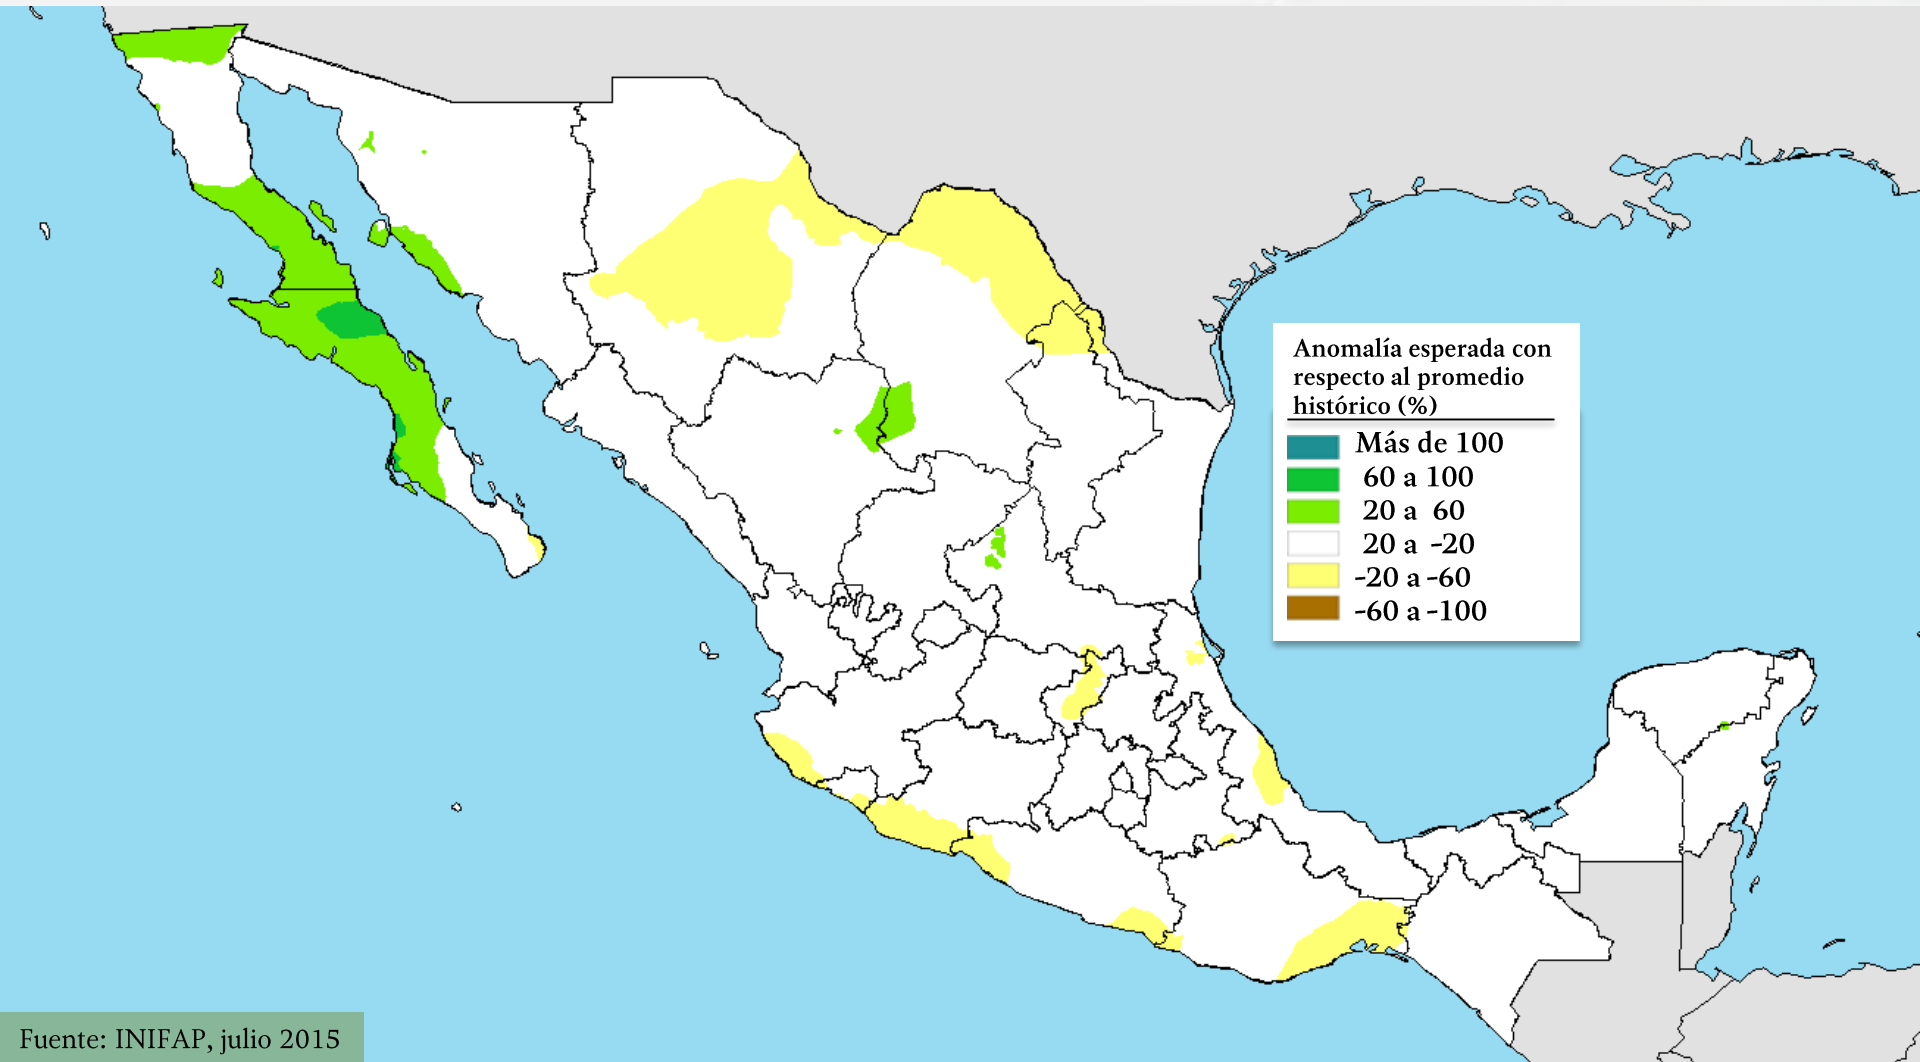 Anomalía esperada con
respecto al promedio
histórico (%)
Más de 100
60 a 100
20 a 60
20 a -20
-20 a -60
-60 a -100
Fuente: INIFAP, julio 2015